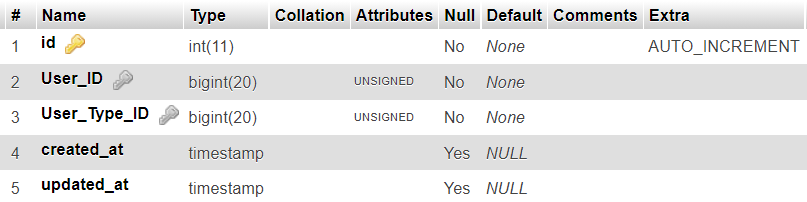 # Name Type Collation Attributes Null Default Comments Extra
1 id int(11) No None AUTO_INCREMENT
2 User_ID bigint(20) UNSIGNED No None
3 User_Type_ID bigint(20) UNSIGNED No None
4 created_at timestamp Yes NULL
5 updated_at timestamp Yes NULL